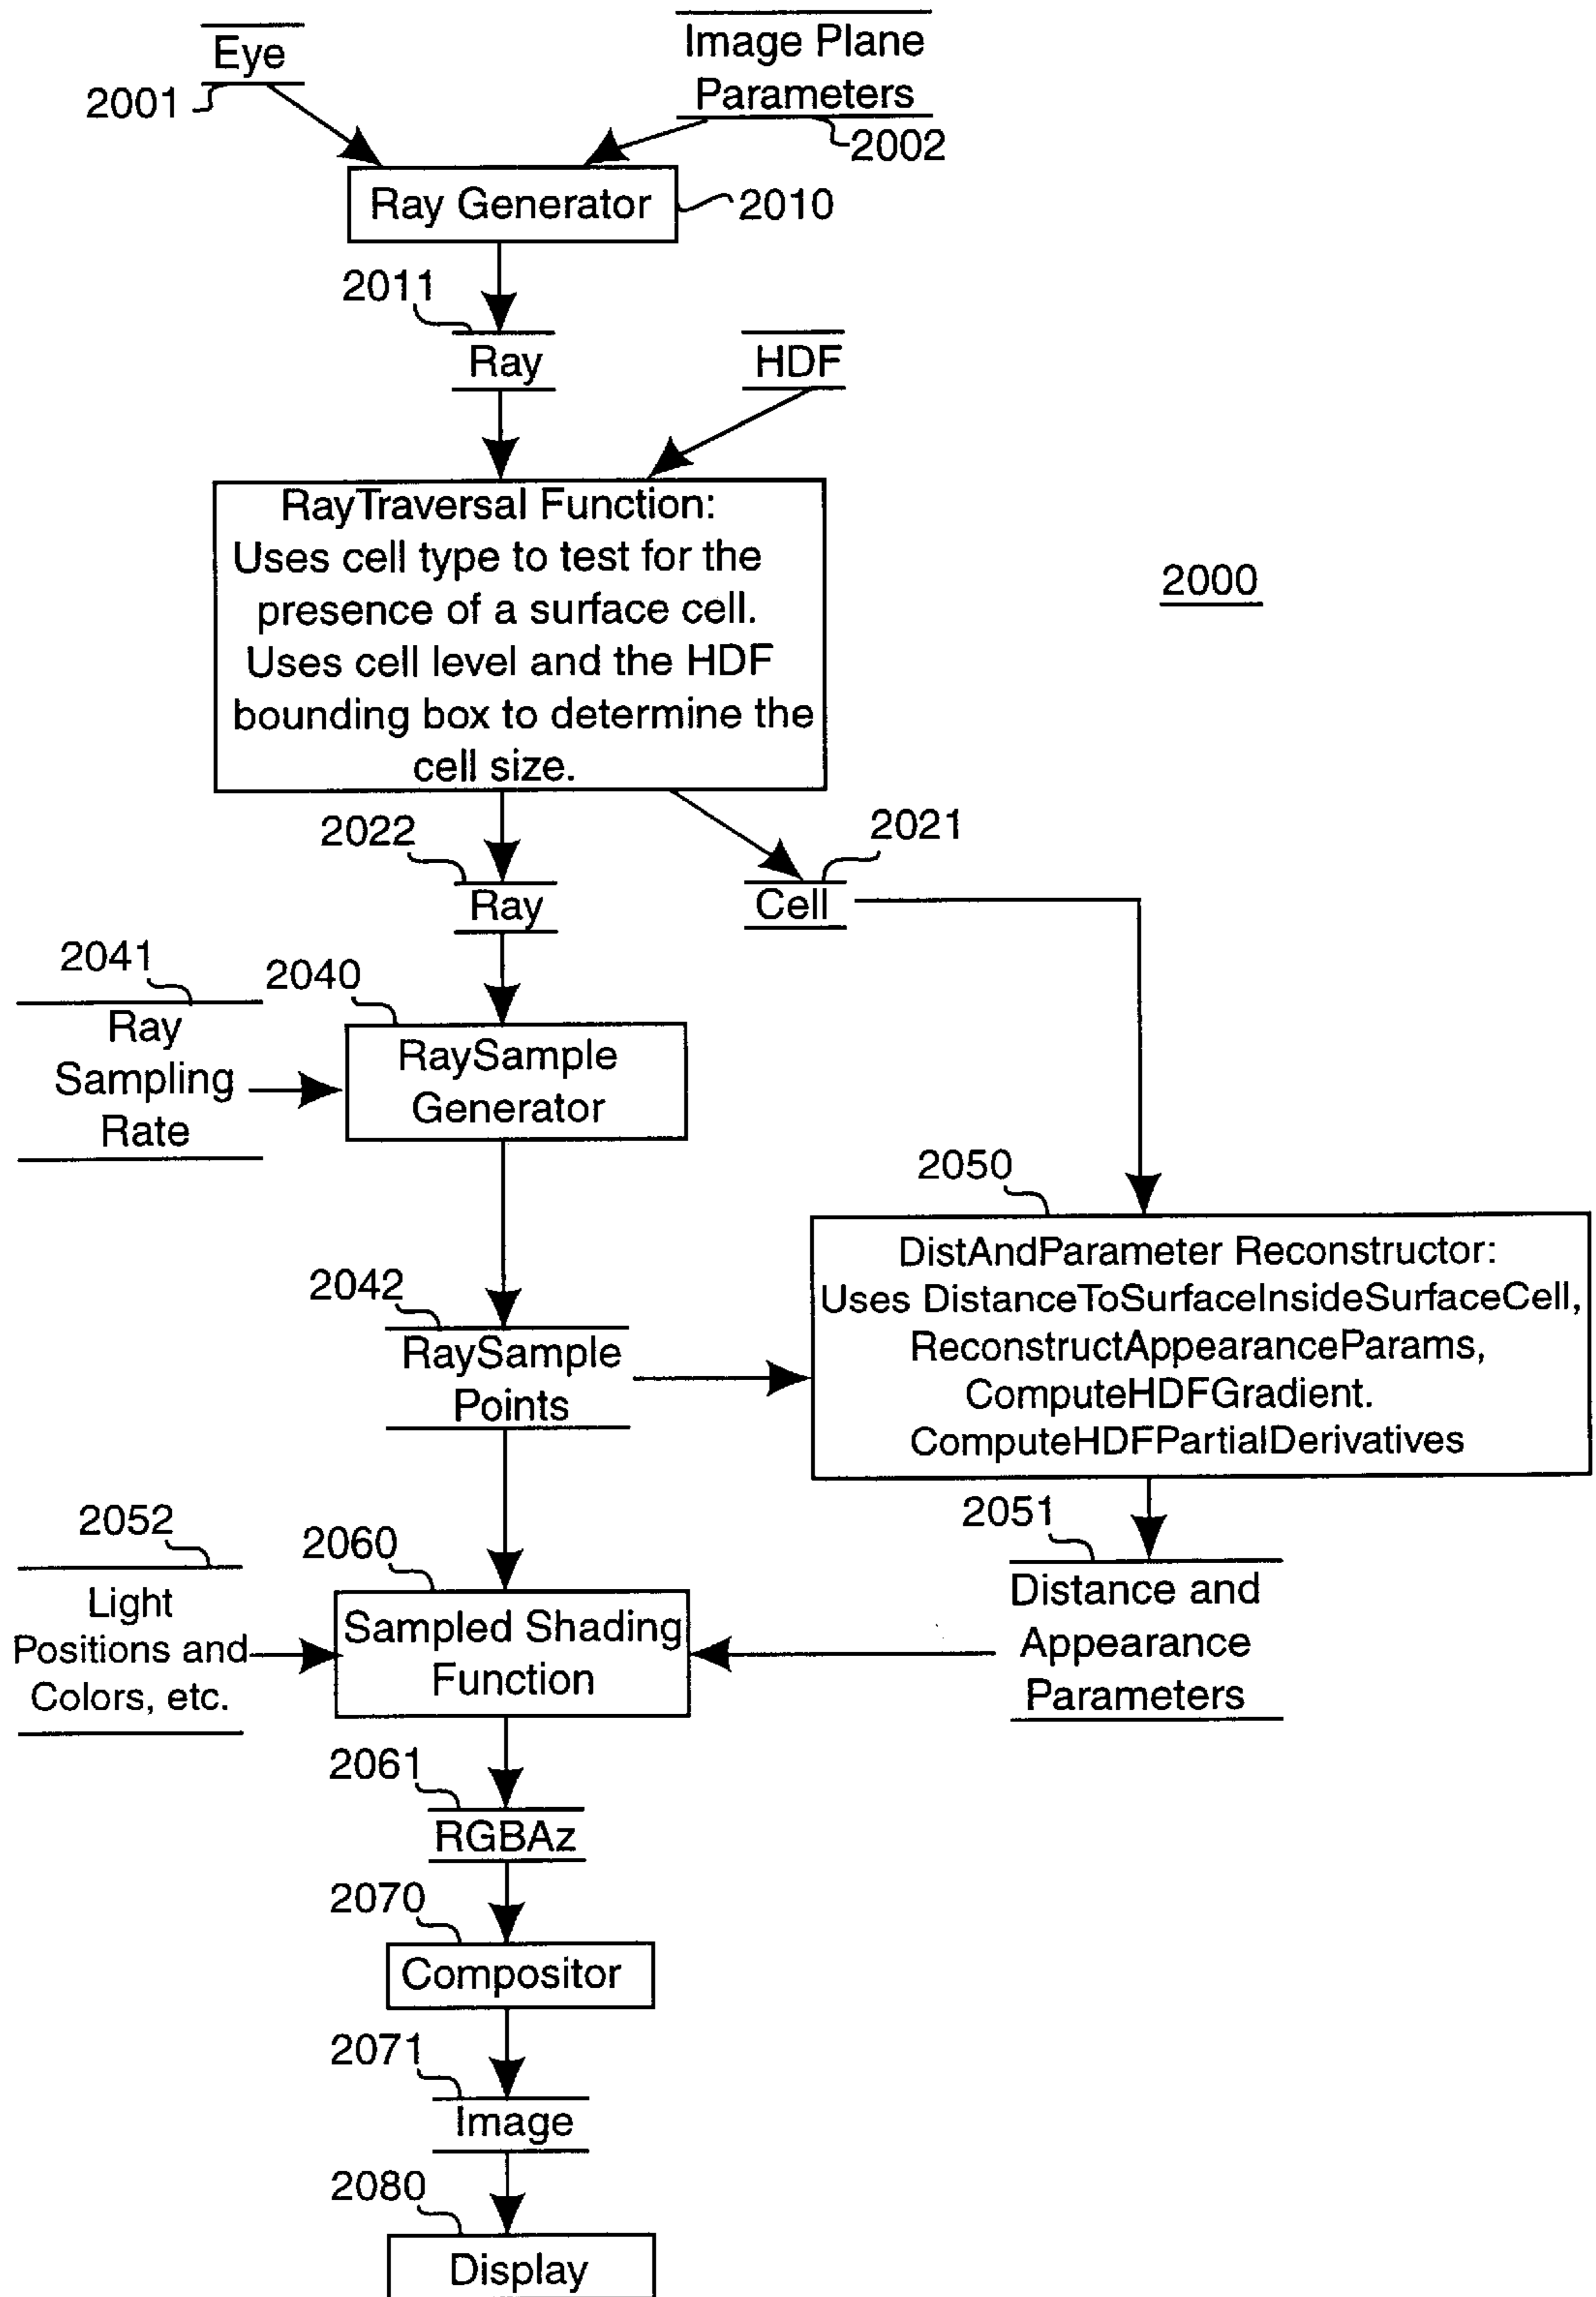 Eye
Image Plane
Parameters
2001
2002
Ray Generator
2010
2011
Ray
HDF
RayTraversal Function:
Uses cell type to test for the
presence of a surface cell.
Uses cell level and the HDF
bounding box to determine the
cell size.
2000
2022
2021
Ray
Cell
2041
2040
Ray
Sampling
Rate
RaySample
Generator
2050
DistAndParameter Reconstructor:
Uses DistanceToSurfaceInsideSurfaceCell,
ReconstructAppearanceParams,
ComputeHDFGradient.
ComputeHDFPartialDerivatives
2042
RaySample
Points
2051
2052
2060
Light
Positions and
Colors, etc.
Sampled Shading
Function
Distance and
Appearance
Parameters
2061
RGBAz
2070
Compositor
2071
Image
2080
Display